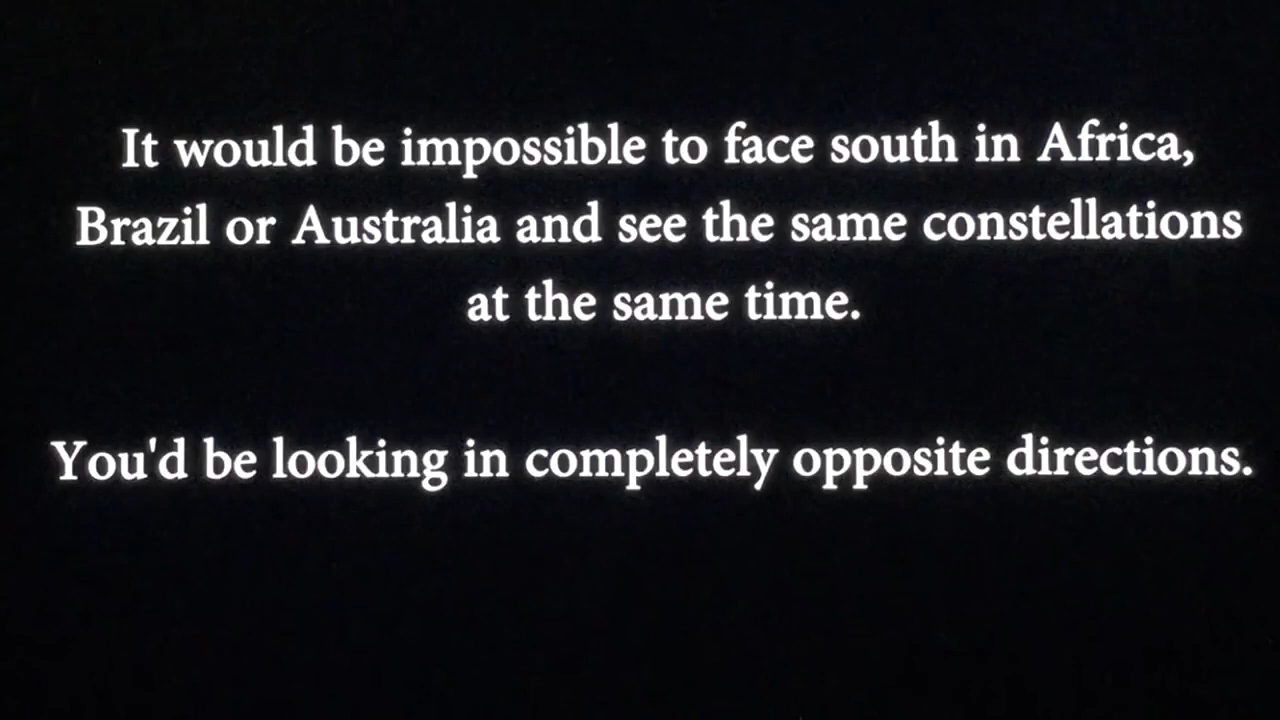 It would be impossible to face south in Africa,
Brazil or Australia and see the same constellations
at the same time.
You'd be looking in completely opposite directions.